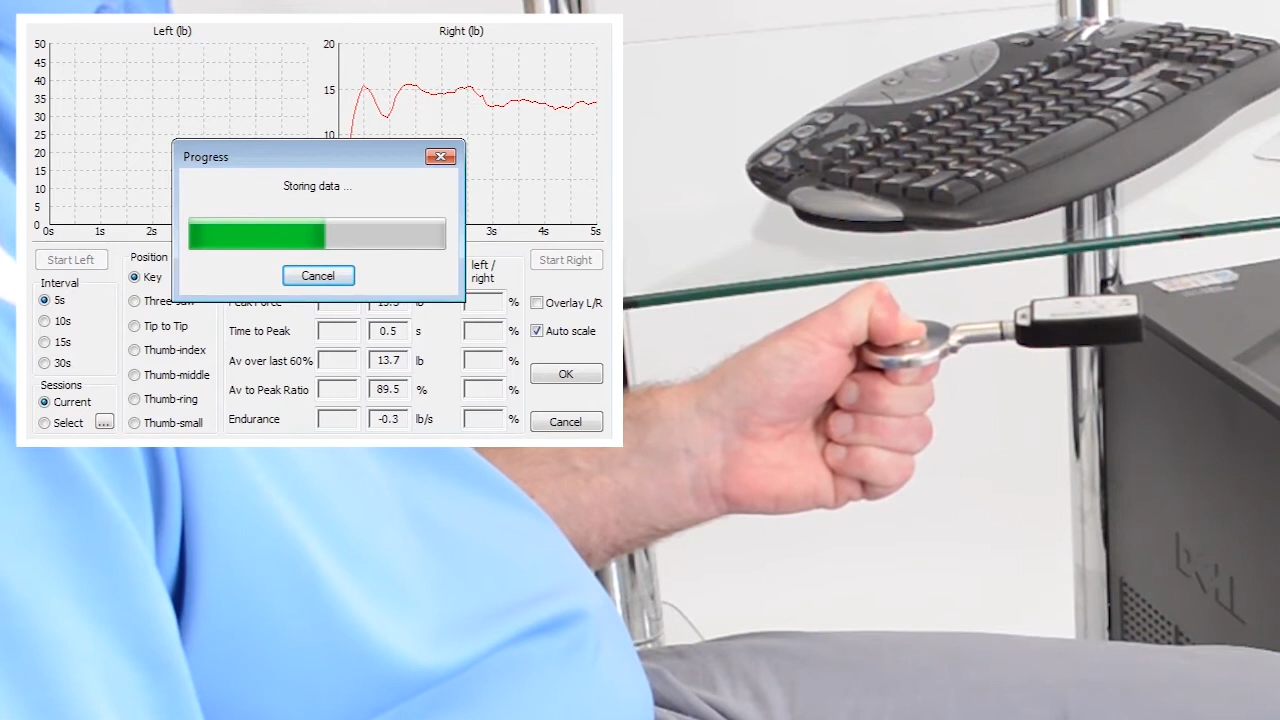 Left (lb) Right (lb)
50 20
45
40
35 15
30
25 10
20
15
10
5
0
0s 1s 2s 3s 4s 5s
Progress
Storing data ...
Cancel
Start Left Position left / right Start Right
Interval
5s
10s
15s
30s
Key
Tip to Tip
Thumb-index
Thumb-middle
Thumb-ring
Thumb-small
Sessions
Current
Select ...
lb %
Time to Peak 0.5 s %
Av over last 60% 13.7 lb %
Av to Peak Ratio 89.5 % %
Endurance -0.3 lb/s %
Overlay L/R
Auto scale
OK
Cancel
DELL